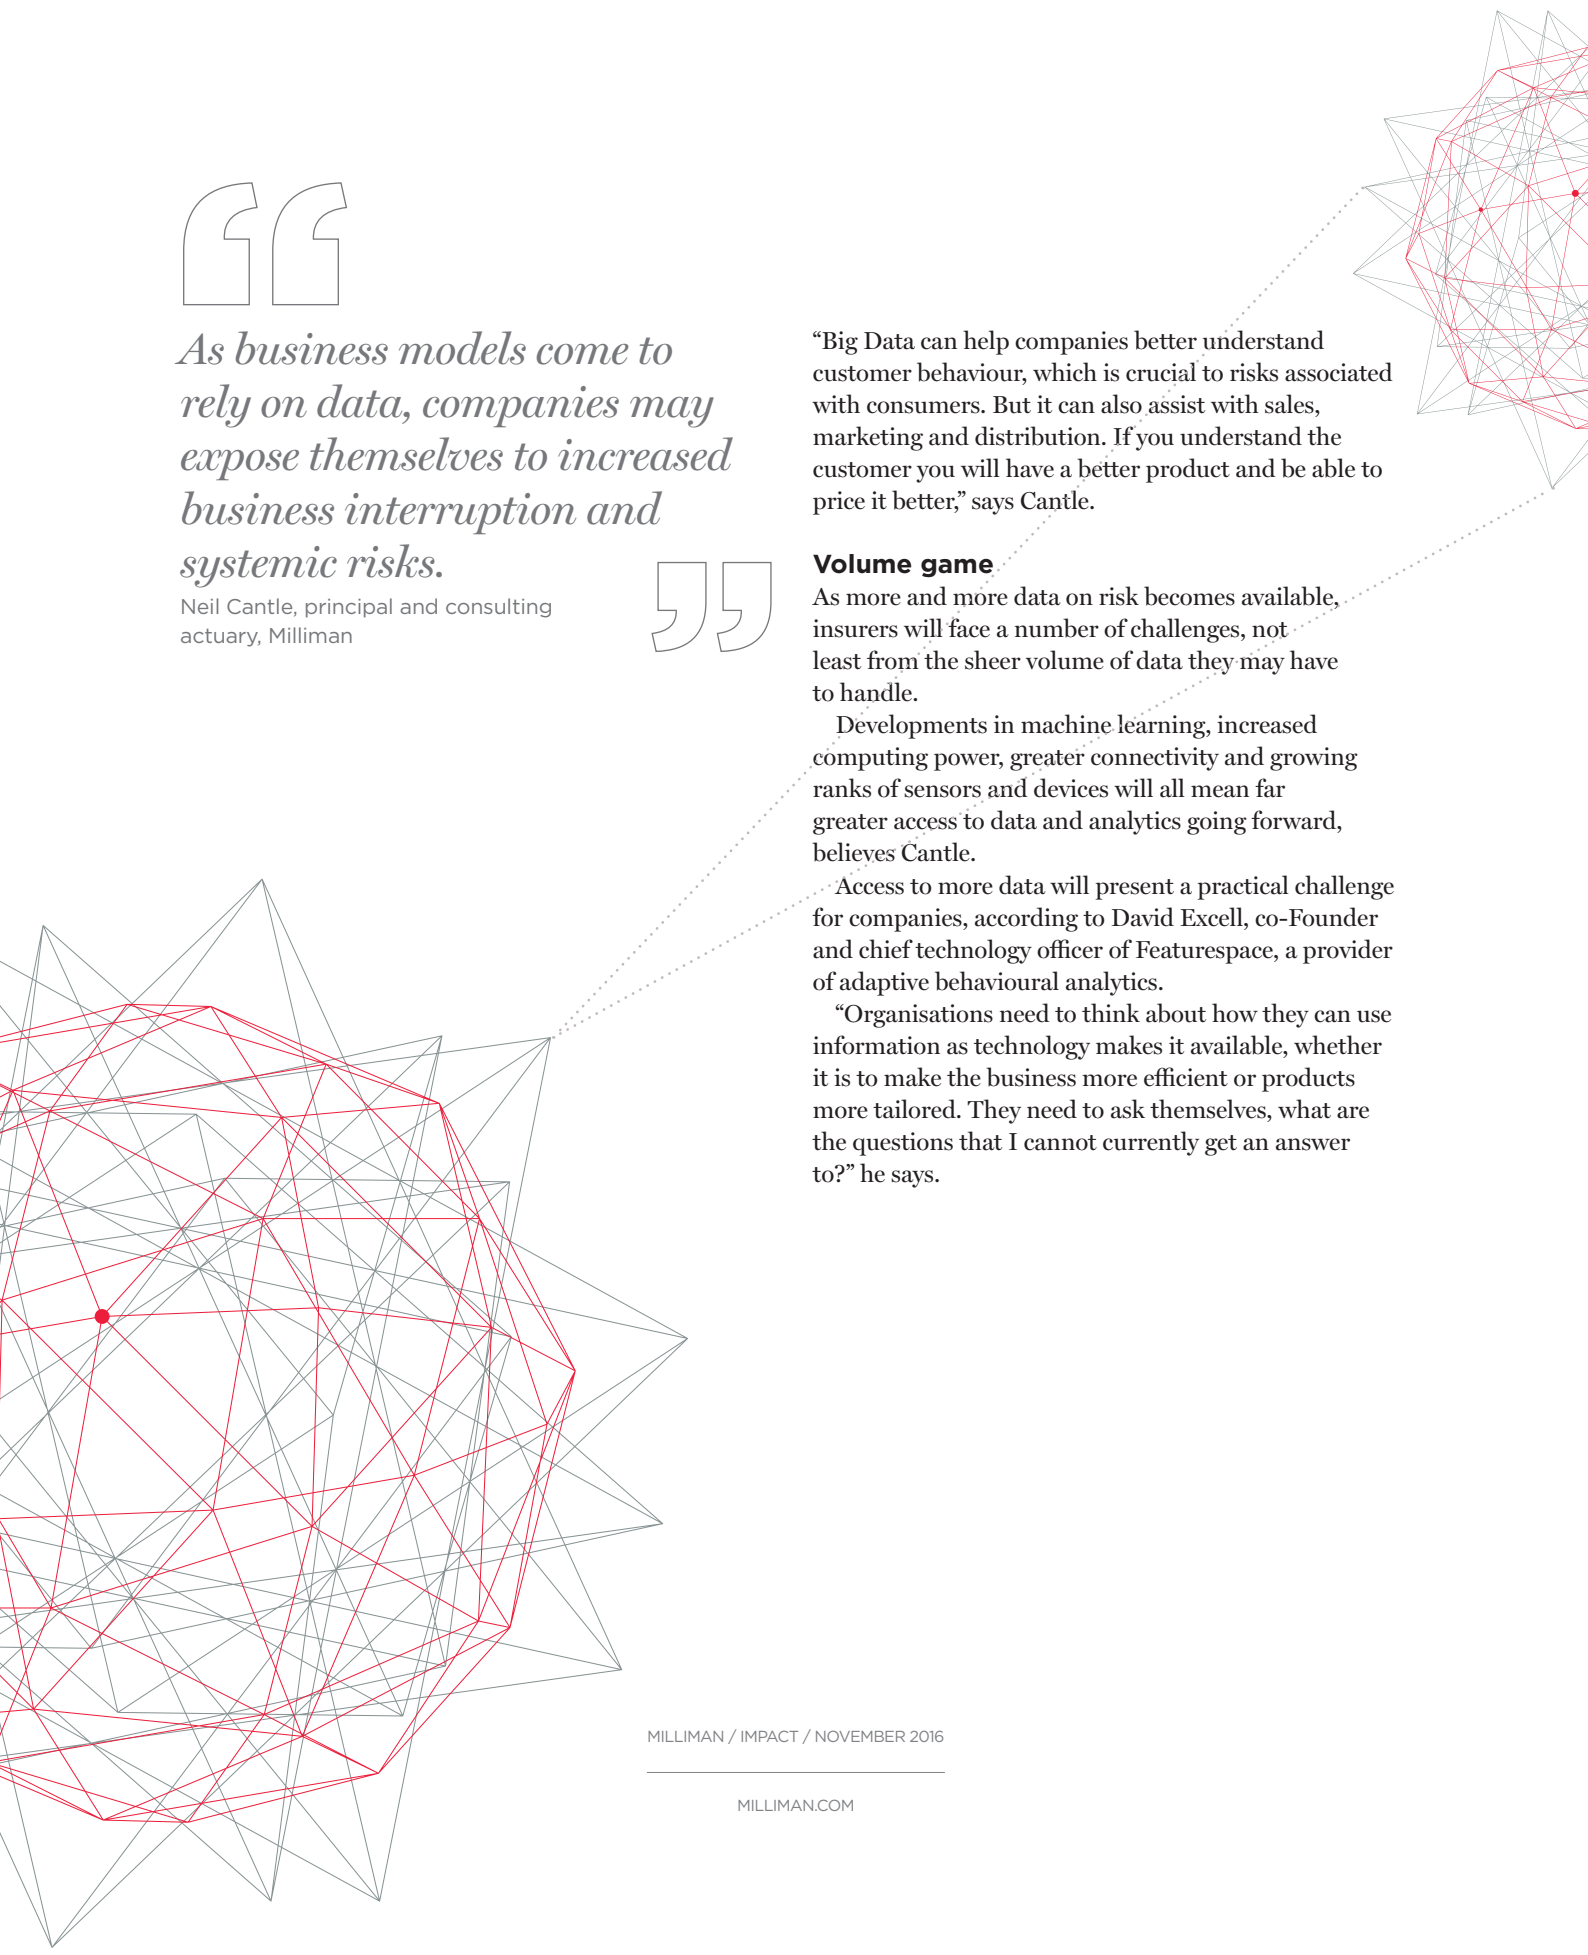 “
As business models come to
rely on data, companies may
expose themselves to increased
business interruption and
systemic risks.
”
Neil Cantle, principal and consulting
actuary, Milliman
“Big Data can help companies better understand
customer behaviour, which is crucial to risks associated
with consumers. But it can also assist with sales,
marketing and distribution. If you understand the
customer you will have a better product and be able to
price it better,” says Cantle.
Volume game
As more and more data on risk becomes available,
insurers will face a number of challenges, not
least from the sheer volume of data they may have
to handle.
Developments in machine learning, increased
computing power, greater connectivity and growing
ranks of sensors and devices will all mean far
greater access to data and analytics going forward,
believes Cantle.
Access to more data will present a practical challenge
for companies, according to David Excell, co-Founder
and chief technology officer of Featurespace, a provider
of adaptive behavioural analytics.
“Organisations need to think about how they can use
information as technology makes it available, whether
it is to make the business more efficient or products
more tailored. They need to ask themselves, what are
the questions that I cannot currently get an answer
to?” he says.
MILLIMAN / IMPACT / NOVEMBER 2016
MILLIMAN.COM